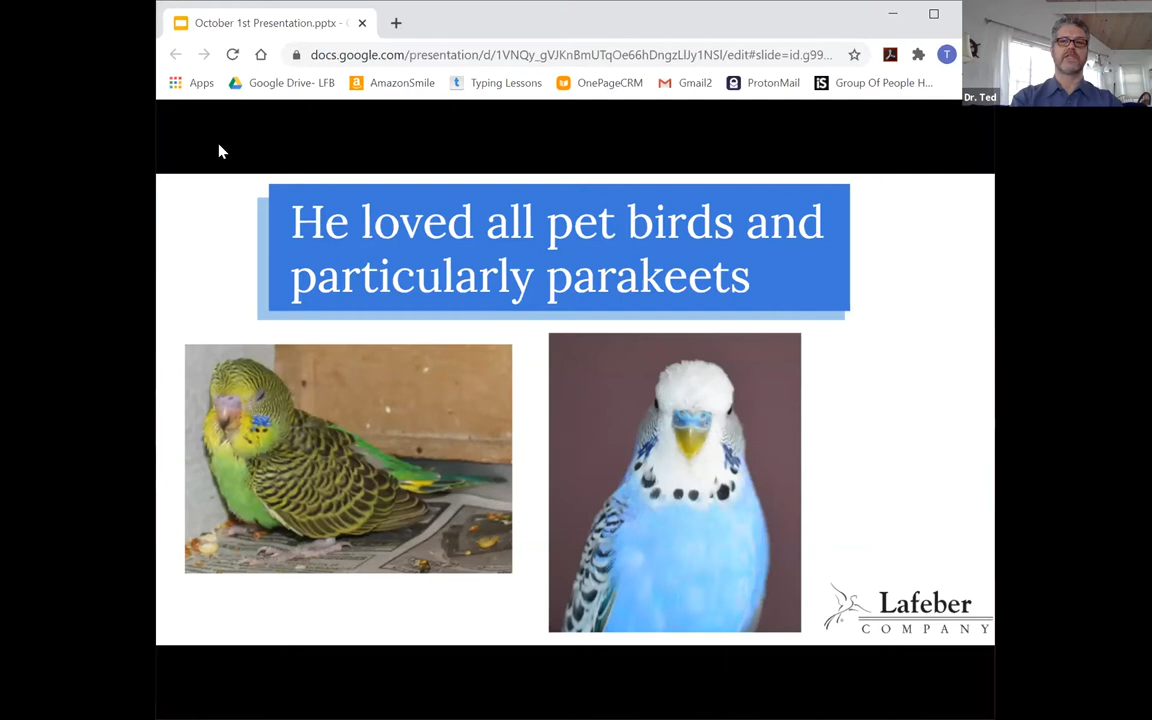 October 1st Presentation.pptx -
docs.google.com/presentation/d/1VNQy_gVJKnBmUTqOe66hDngzLlJy1NSl/edit#slide=id.g99...
T
Apps
Google Drive- LFB
AmazonSmile
Typing Lessons
OnePageCRM
Gmail2
ProtonMail
Group Of People H...
Dr. Ted
He loved all pet birds and
particularly parakeets
Lafeber
COMPANY